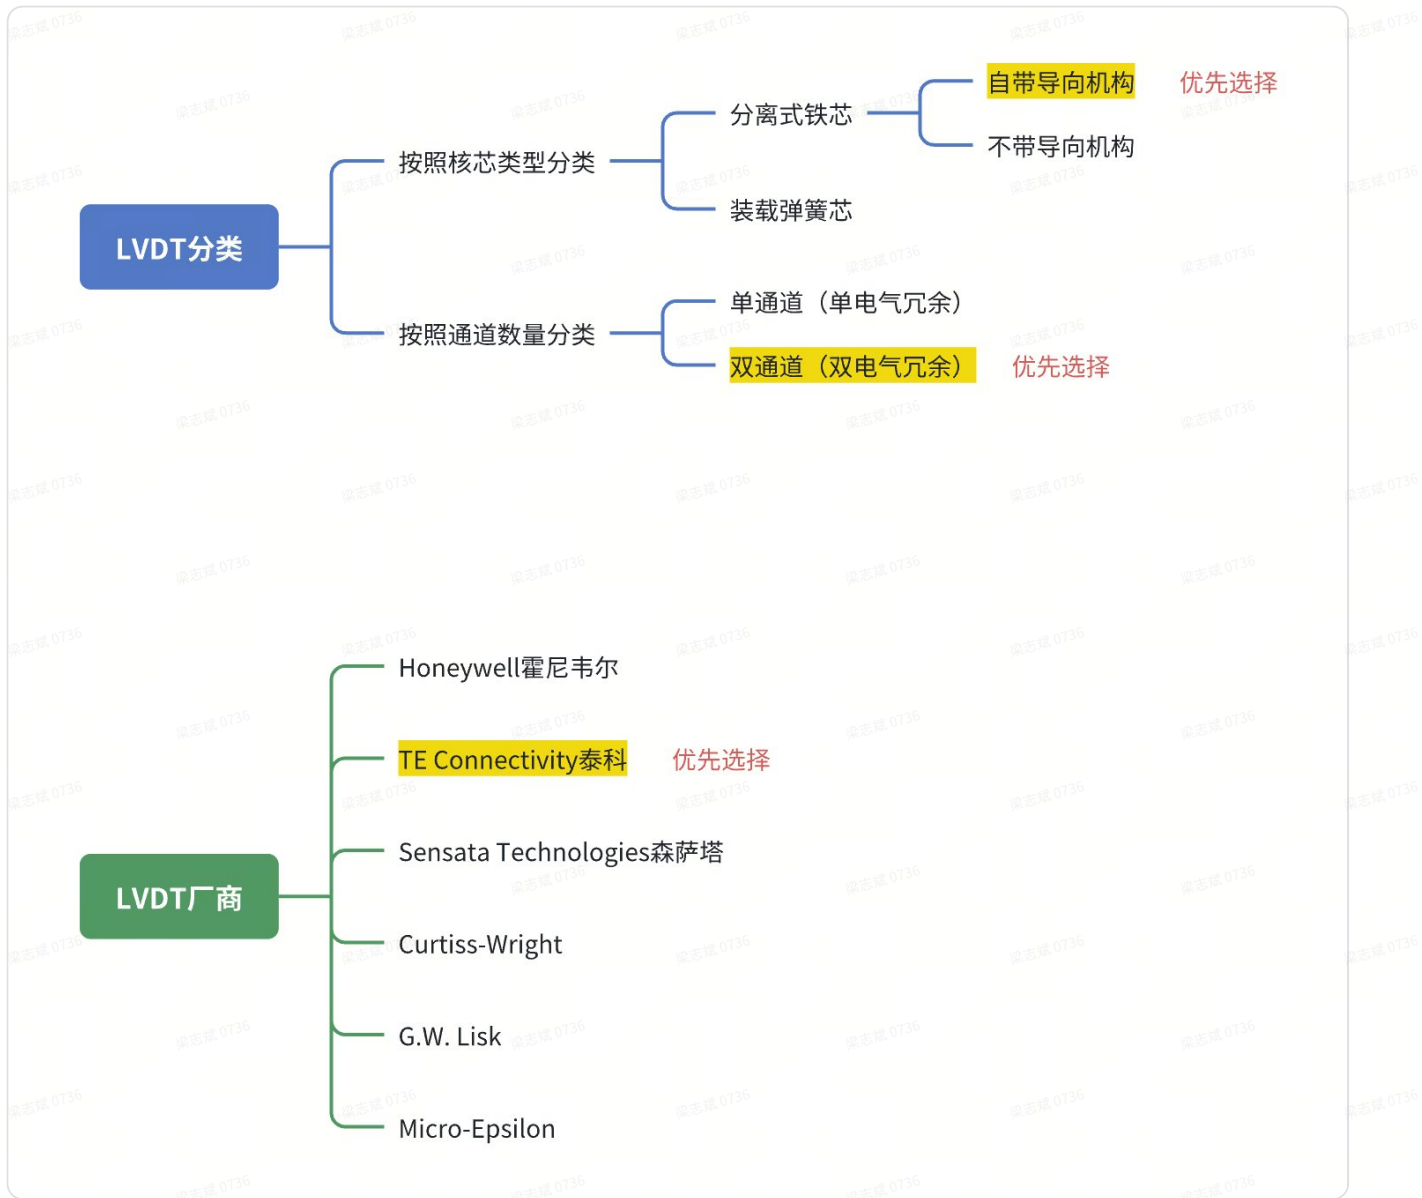 LVDT分类
按照核芯类型分类
分离式铁芯
自带导向机构 优先选择
不带导向机构
装载弹簧芯
按照通道数量分类
单通道（单电气冗余）
双通道（双电气冗余） 优先选择
LVDT厂商
Honeywell霍尼韦尔
TE Connectivity泰科 优先选择
Sensata Technologies森萨塔
Curtiss-Wright
G.W. Lisk
Micro-Epsilon
梁志斌 0736